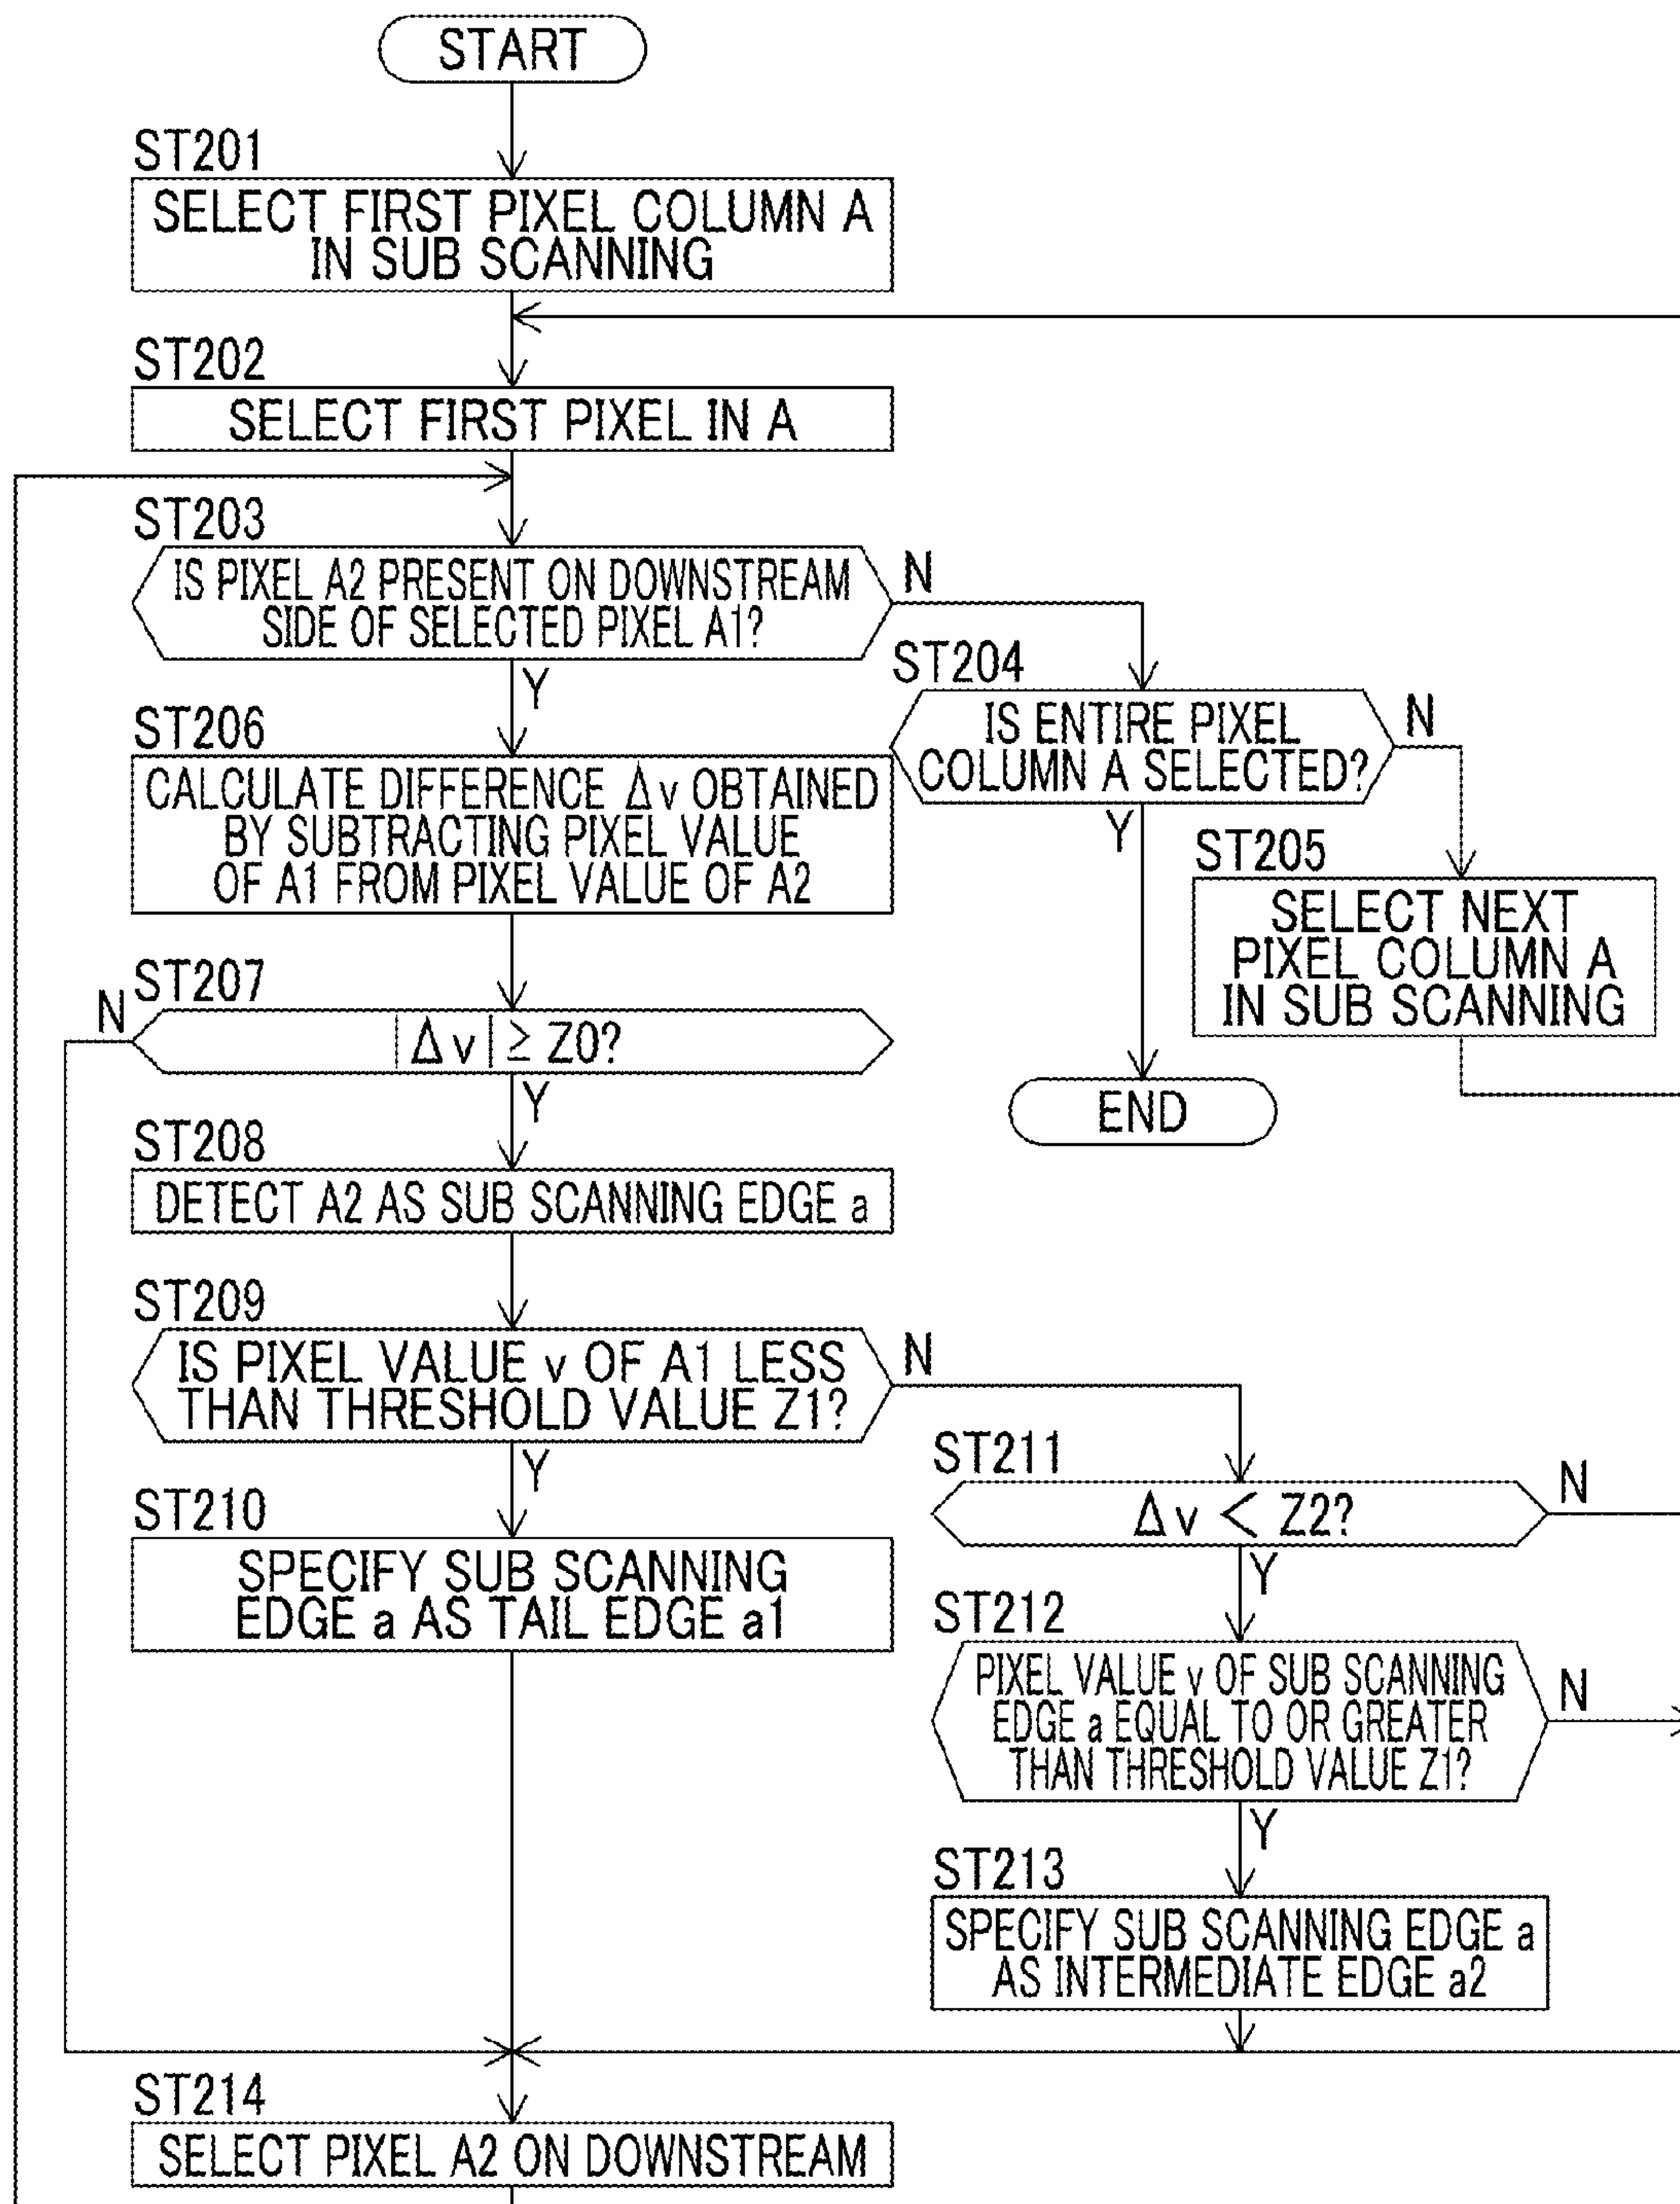 START
ST201
SELECT FIRST PIXEL COLUMN A
IN SUB SCANNING
ST202
SELECT FIRST PIXEL IN A
ST203
IS PIXEL A2 PRESENT ON DOWNSTREAM
SIDE OF SELECTED PIXEL A1?
N
Y
ST204
IS ENTIRE PIXEL
COLUMN A SELECTED?
N
Y
ST205
SELECT NEXT
PIXEL COLUMN A
IN SUB SCANNING
END
ST206
CALCULATE DIFFERENCE Δv OBTAINED
BY SUBTRACTING PIXEL VALUE
OF A1 FROM PIXEL VALUE OF A2
ST207
N
|Δv| ≥ Z0?
Y
ST208
DETECT A2 AS SUB SCANNING EDGE a
ST209
IS PIXEL VALUE v OF A1 LESS
THAN THRESHOLD VALUE Z1?
N
Y
ST210
SPECIFY SUB SCANNING
EDGE a AS TAIL EDGE a1
ST211
Δv < Z2?
N
Y
ST212
PIXEL VALUE v OF SUB SCANNING
EDGE a EQUAL TO OR GREATER
THAN THRESHOLD VALUE Z1?
N
Y
ST213
SPECIFY SUB SCANNING EDGE a
AS INTERMEDIATE EDGE a2
ST214
SELECT PIXEL A2 ON DOWNSTREAM